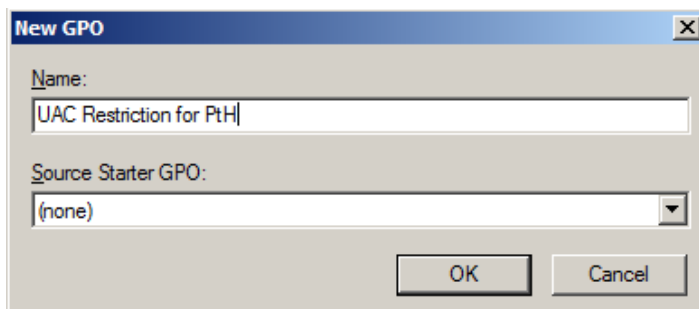 New GPO
Name:
UAC Restriction for PtH
Source Starter GPO:
(none)
OK Cancel